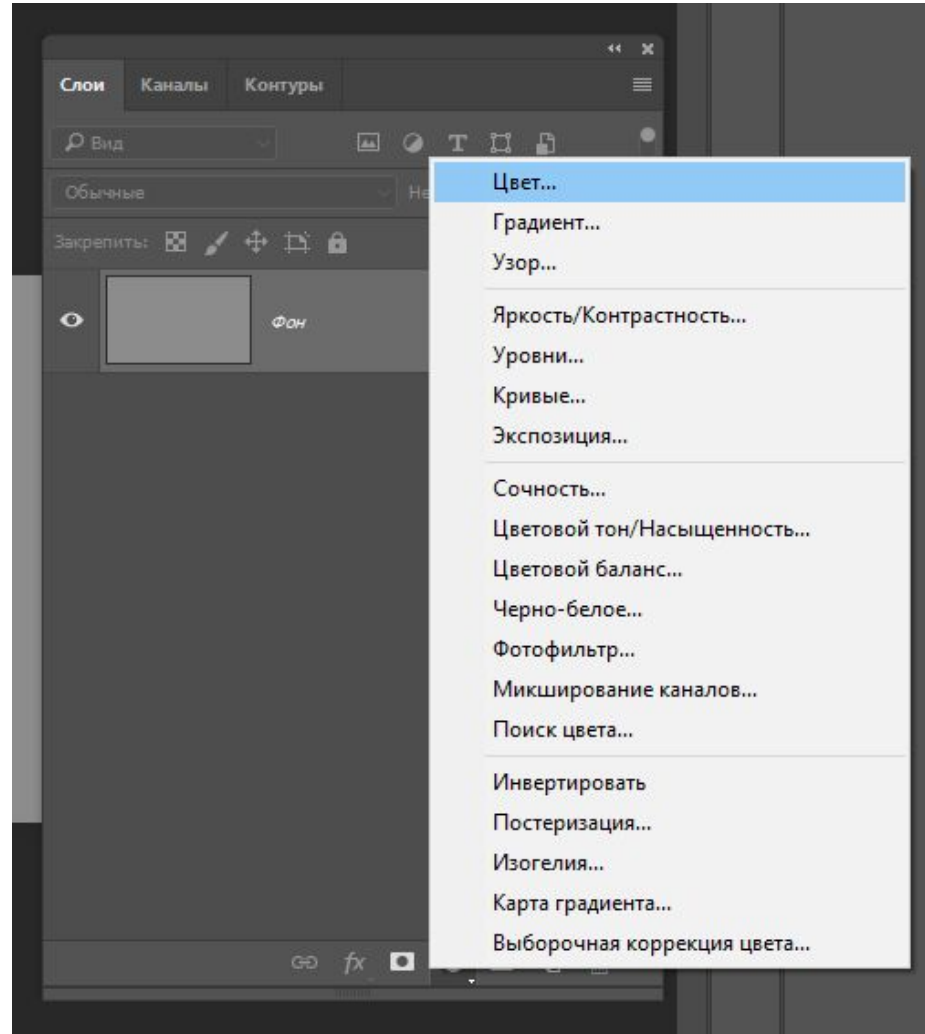 Слои Каналы Контуры
Вид
Обычные
Закрепить:
Фон
Цвет...
Градиент...
Узор...
Яркость/Контрастность...
Уровни...
Кривые...
Экспозиция...
Сочность...
Цветовой тон/Насыщенность...
Цветовой баланс...
Черно-белое...
Фотофильтр...
Микширование каналов...
Поиск цвета...
Инвертировать
Постеризация...
Изогелия...
Карта градиента...
Выборочная коррекция цвета...
fx